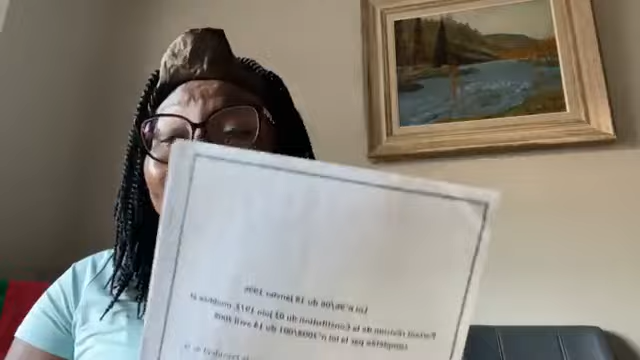 Loi n.96/06 du 18 janvier 1996
Portant révision de la Constitution du 02 juin 1972, modifiée et
complétée par la loi n.°2008/001 du 14 avril 2008